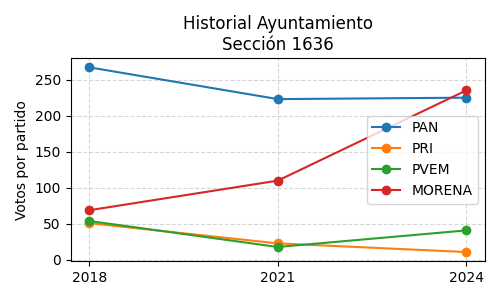 Historial Ayuntamiento
Sección 1636
Votos por partido
250
200
150
100
50
0
2018
2021
2024
PAN
PRI
PVEM
MORENA